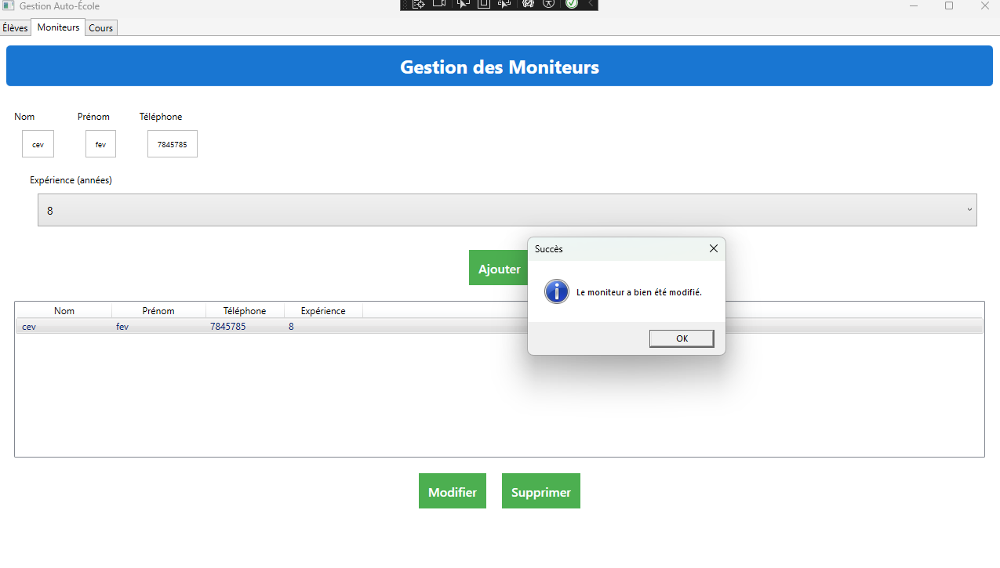 Gestion Auto-École
Élèves Moniteurs Cours
Gestion des Moniteurs
Nom Prénom Téléphone
cev fev 7845785
Expérience (années)
8
Succès
Ajouter
Le moniteur a bien été modifié.
OK
Nom Prénom Téléphone Expérience
cev fev 7845785 8
Modifier Supprimer